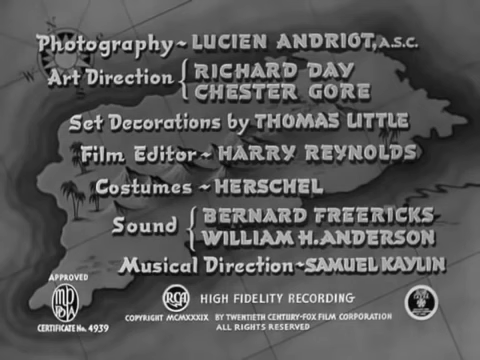 Photography~ LUCIEN ANDRIOT, A.S.C.
Art Direction { RICHARD DAY
CHESTER GORE
Set Decorations by THOMAS LITTLE
Film Editor~ HARRY REYNOLDS
Costumes ~ HERSCHEL
Sound { BERNARD FREERICKS
WILLIAM H. ANDERSON
Musical Direction~SAMUEL KAYLIN
APPROVED
MPPDA
CERTIFICATE No. 4939
RCA HIGH FIDELITY RECORDING
COPYRIGHT MCMXXXIX BY TWENTIETH CENTURY-FOX FILM CORPORATION
ALL RIGHTS RESERVED